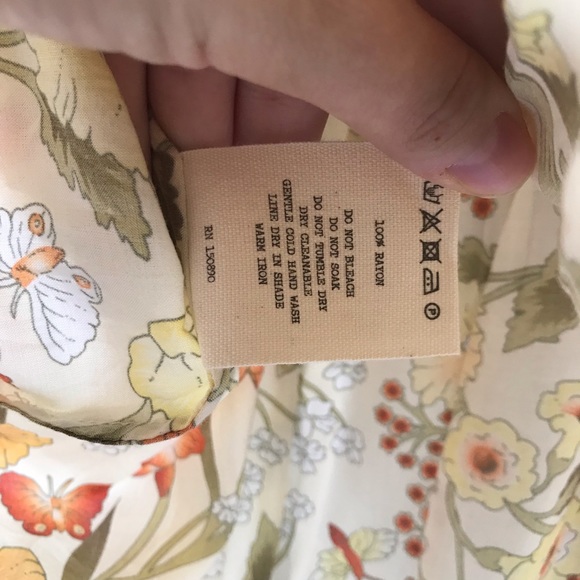 P
100% RAYON
DO NOT BLEACH
DO NOT SOAK
DO NOT TUMBLE DRY
DRY CLEANABLE
GENTLE COLD HAND WASH
LINE DRY IN SHADE
WARM IRON
RN 150890